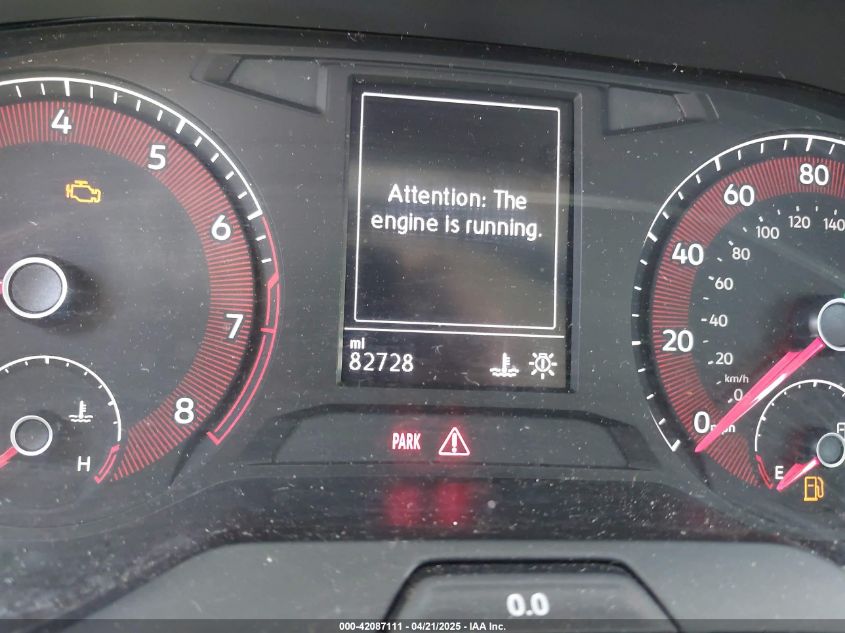 4
5
6
7
8
H
Attention: The
engine is running.
mi
82728
PARK
0.0
80
60
40
20
0 mph
140
120
100
80
60
40
20
km/h
0
E
F
000-42087111 - 04/21/2025 - IAA Inc.